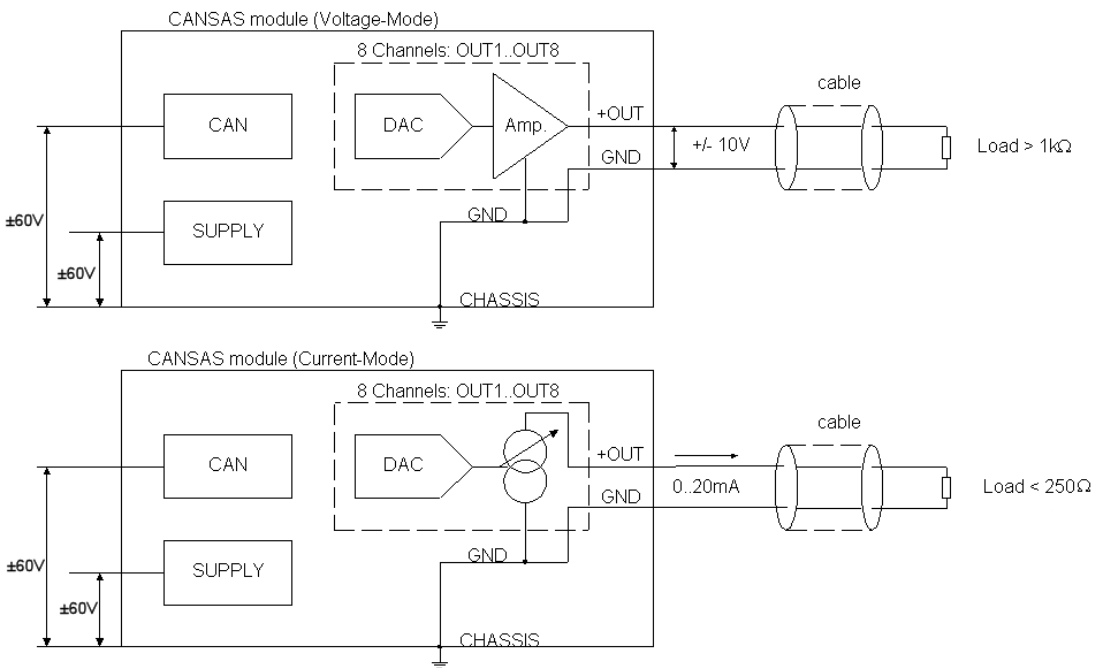 CANSAS module (Voltage-Mode)
8 Channels: OUT1..OUT8
cable
CAN
DAC
Amp.
+OUT
+/- 10V
Load > 1kΩ
GND
±60V
SUPPLY
GND
±60V
CHASSIS
CANSAS module (Current-Mode)
8 Channels: OUT1..OUT8
cable
CAN
DAC
+OUT
0..20mA
Load < 250Ω
GND
±60V
SUPPLY
GND
±60V
CHASSIS